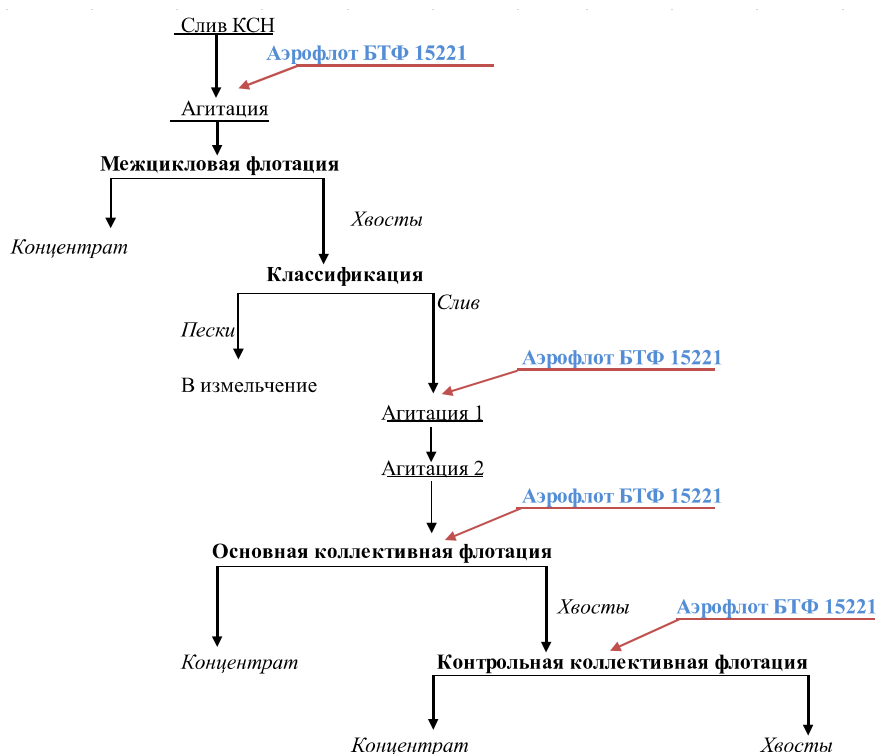 Слив КСН
Аэрофлот БТФ 15221
Агитация
Межцикловая флотация
Хвосты
Концентрат
Классификация
Слив
Пески
Аэрофлот БТФ 15221
В измельчение
Агитация 1
Агитация 2
Аэрофлот БТФ 15221
Основная коллективная флотация
Хвосты
Аэрофлот БТФ 15221
Концентрат
Контрольная коллективная флотация
Концентрат
Хвосты